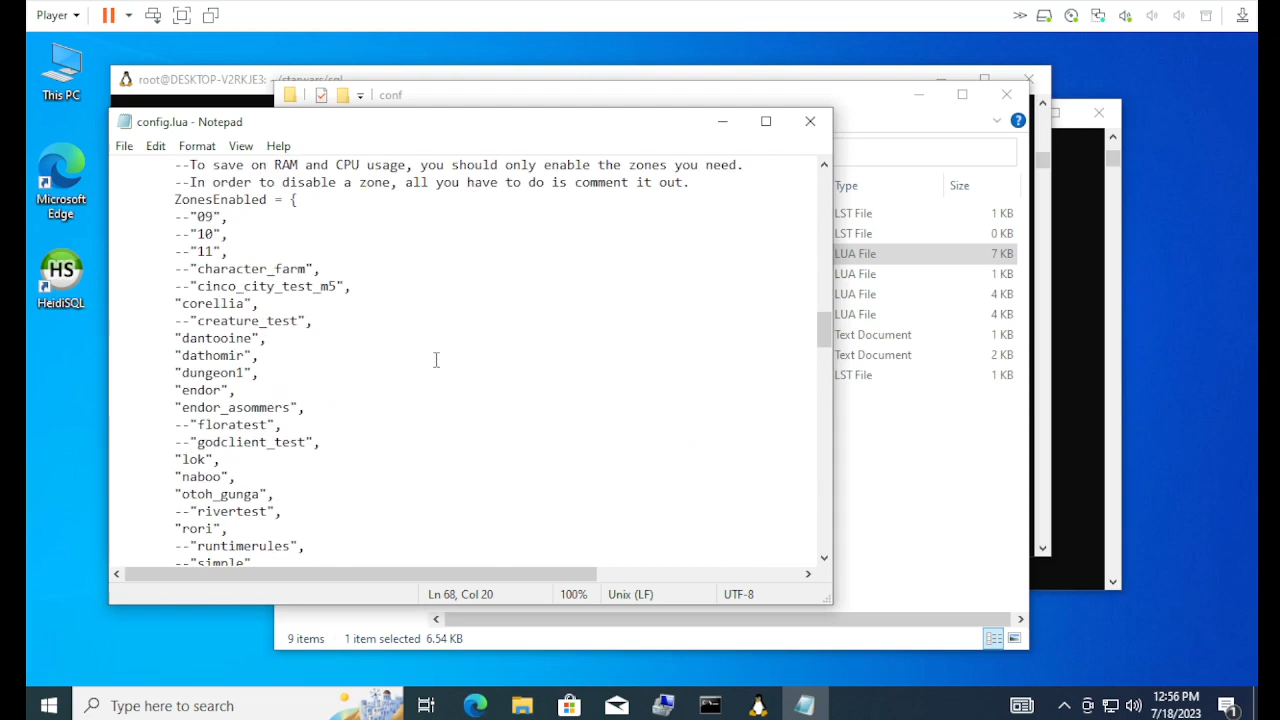 Player
This PC
Microsoft
Edge
HS
HeidiSQL
root@DESKTOP-V2RKJE3: ~/starwars/sql
conf
config.lua - Notepad
File Edit Format View Help
--To save on RAM and CPU usage, you should only enable the zones you need.
--In order to disable a zone, all you have to do is comment it out.
ZonesEnabled = {
--"09",
--"10",
--"11",
--"character_farm",
--"cinco_city_test_m5",
"corellia",
--"creature_test",
"dantooine",
"dathomir",
"dungeon1",
"endor",
"endor_asommers",
--"floratest",
--"godclient_test",
"lok",
"naboo",
"otoh_gunga",
--"rivertest",
"rori",
--"runtimerules",
--"simple"
Ln 68, Col 20 100% Unix (LF) UTF-8
Type Size
LST File 1 KB
LST File 0 KB
LUA File 7 KB
LUA File 1 KB
LUA File 4 KB
LUA File 4 KB
Text Document 1 KB
Text Document 2 KB
LST File 1 KB
9 items 1 item selected 6.54 KB
Type here to search
12:56 PM
7/18/2023
1